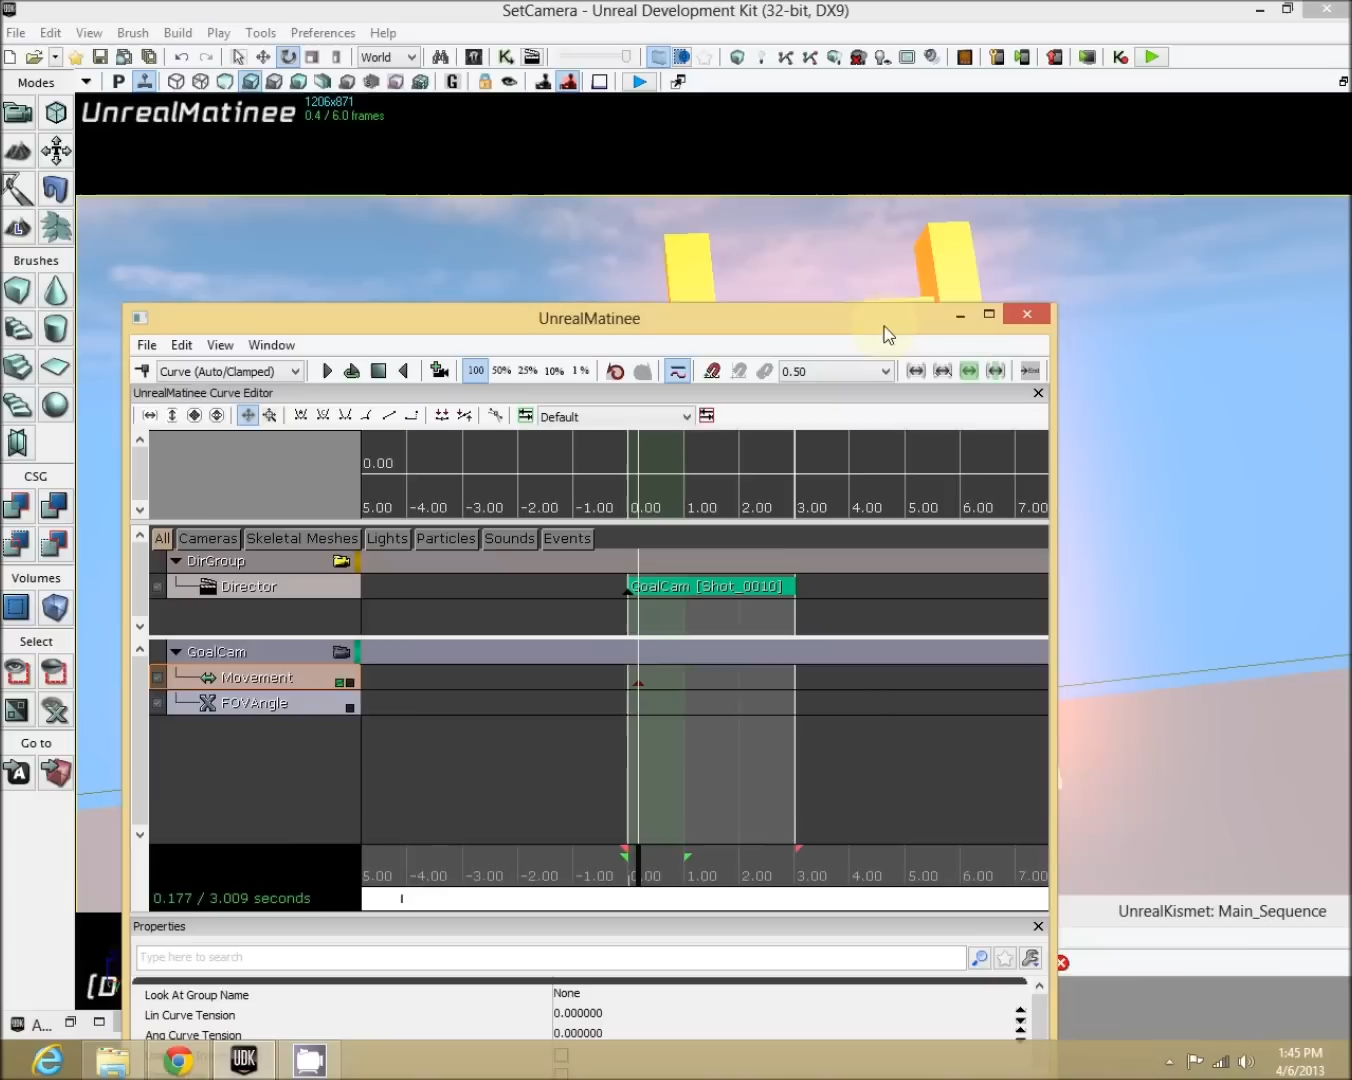 SetCamera - Unreal Development Kit (32-bit, DX9)
File Edit View Brush Build Play Tools Preferences Help
World
Modes
P
G
UnrealMatinee
1206x871
0.4 / 6.0 frames
Brushes
CSG
Volumes
Select
Go to
UnrealMatinee
File Edit View Window
Curve (Auto/Clamped)
100 50% 25% 10% 1 %
0.50
UnrealMatinee Curve Editor
Default
0.00
5.00 -4.00 -3.00 -2.00 -1.00 0.00 1.00 2.00 3.00 4.00 5.00 6.00 7.00
All Cameras Skeletal Meshes Lights Particles Sounds Events
DirGroup
Director
GoalCam [Shot_0010]
GoalCam
Movement
FOVAngle
5.00 -4.00 -3.00 -2.00 -1.00 0.00 1.00 2.00 3.00 4.00 5.00 6.00 7.00
0.177 / 3.009 seconds
UnrealKismet: Main_Sequence
Properties
Type here to search
Look At Group Name None
Lin Curve Tension 0.000000
Ang Curve Tension 0.000000
A...
UDK
1:45 PM
4/6/2013